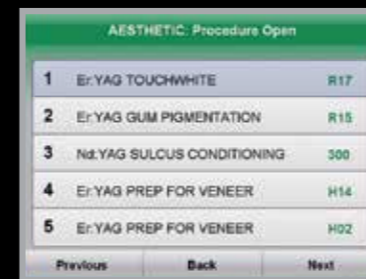 AESTHETIC: Procedure Open
1 Er:YAG TOUCHWHITE R17
2 Er:YAG GUM PIGMENTATION R15
3 Nd:YAG SULCUS CONDITIONING 300
4 Er:YAG PREP FOR VENEER H14
5 Er:YAG PREP FOR VENEER H02
Previous Back Next